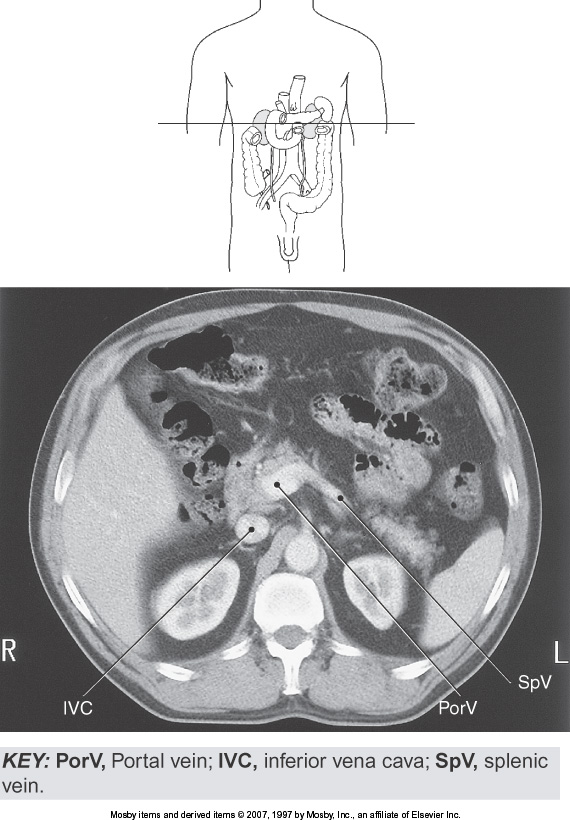 R
L
SpV
IVC
PorV
KEY: PorV, Portal vein; IVC, inferior vena cava; SpV, splenic
vein.
Mosby items and derived items © 2007, 1997 by Mosby, Inc., an affiliate of Elsevier Inc.